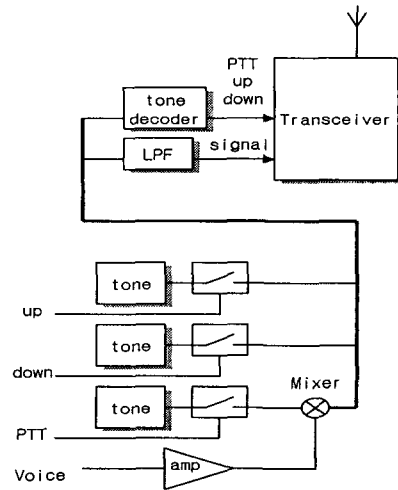 PTT
up
down
tone
decoder
Transceiver
LPF
signal
tone
up
tone
down
Mixer
tone
PTT
amp
Voice